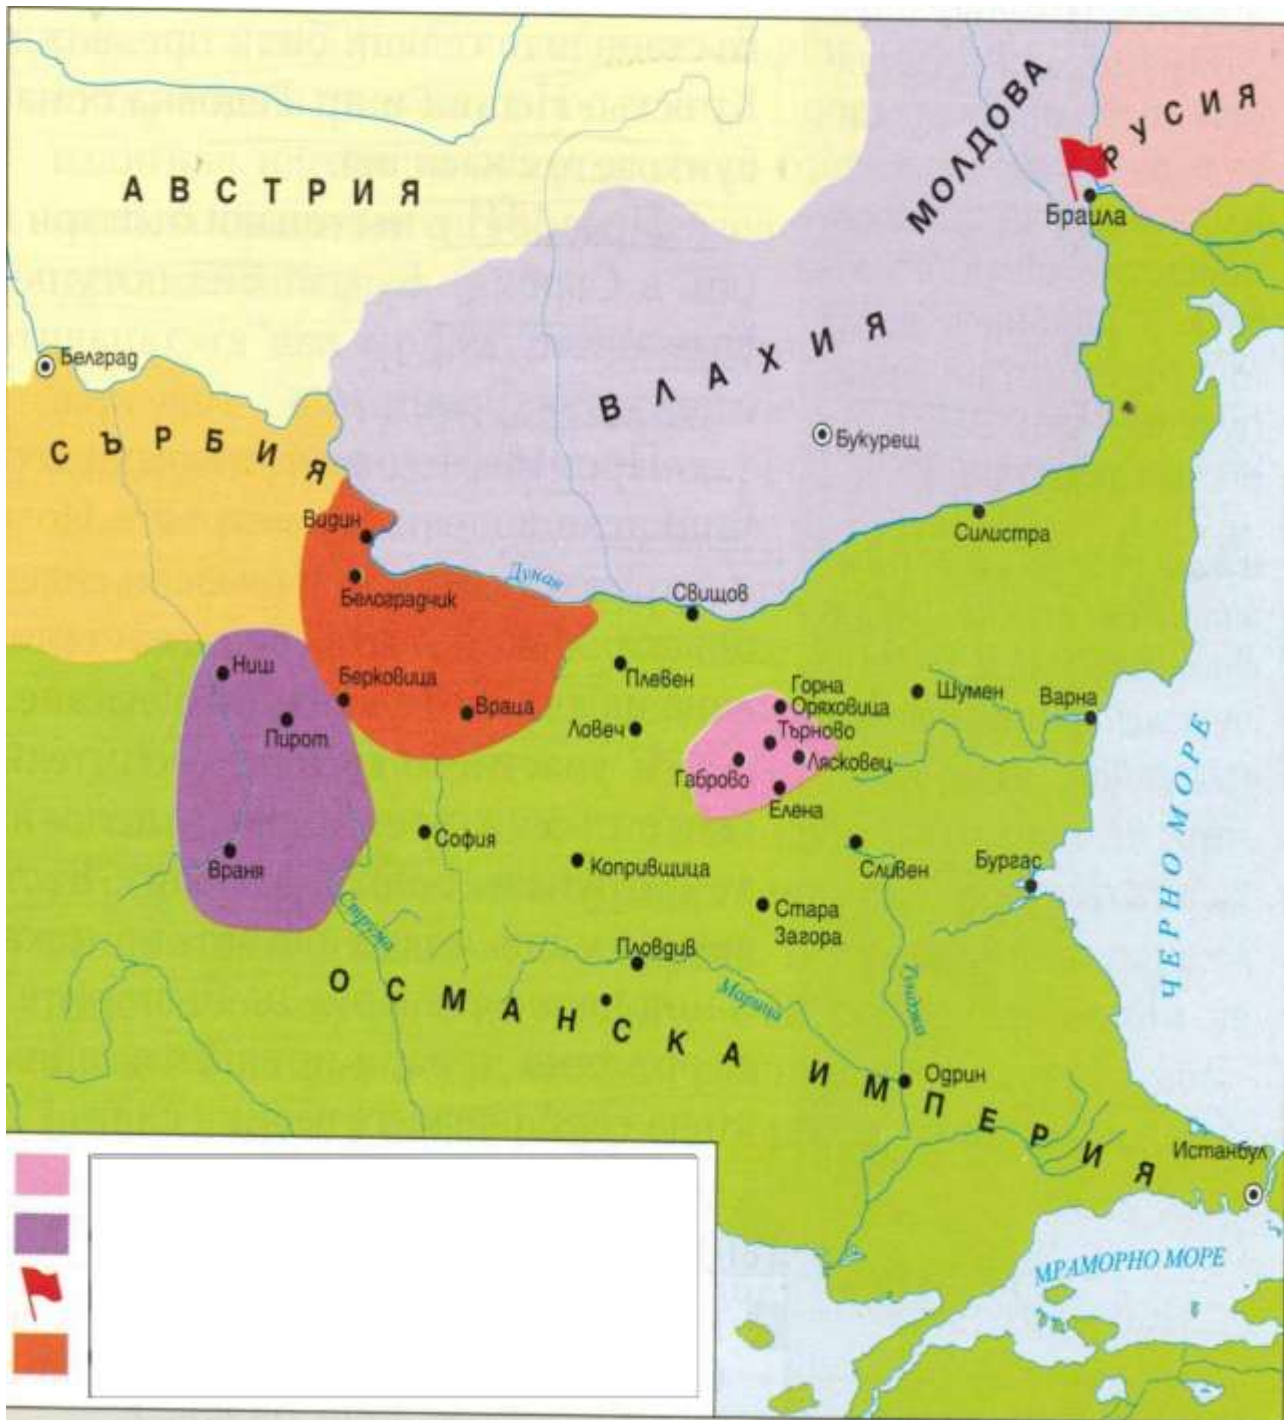 АВСТРИЯ
МОЛДОВА
РУСИЯ
Браила
Белград
ВЛАХИЯ
Букурещ
СЪРБИЯ
Видин
Силистра
Белоградчик
Дунав
Свищов
Ниш
Берковица
Плевен
Горна
Оряховица
Шумен
Варна
Пирот
Враца
Ловеч
Търново
Габрово
Лясковец
Елена
ЧЕРНО МОРЕ
Враня
София
Копривщица
Сливен
Бургас
Струма
Стара
Загора
Пловдив
Марица
Тунджа
ОСМАНСКА ИМПЕРИЯ
Одрин
Истанбул
МРАМОРНО МОРЕ